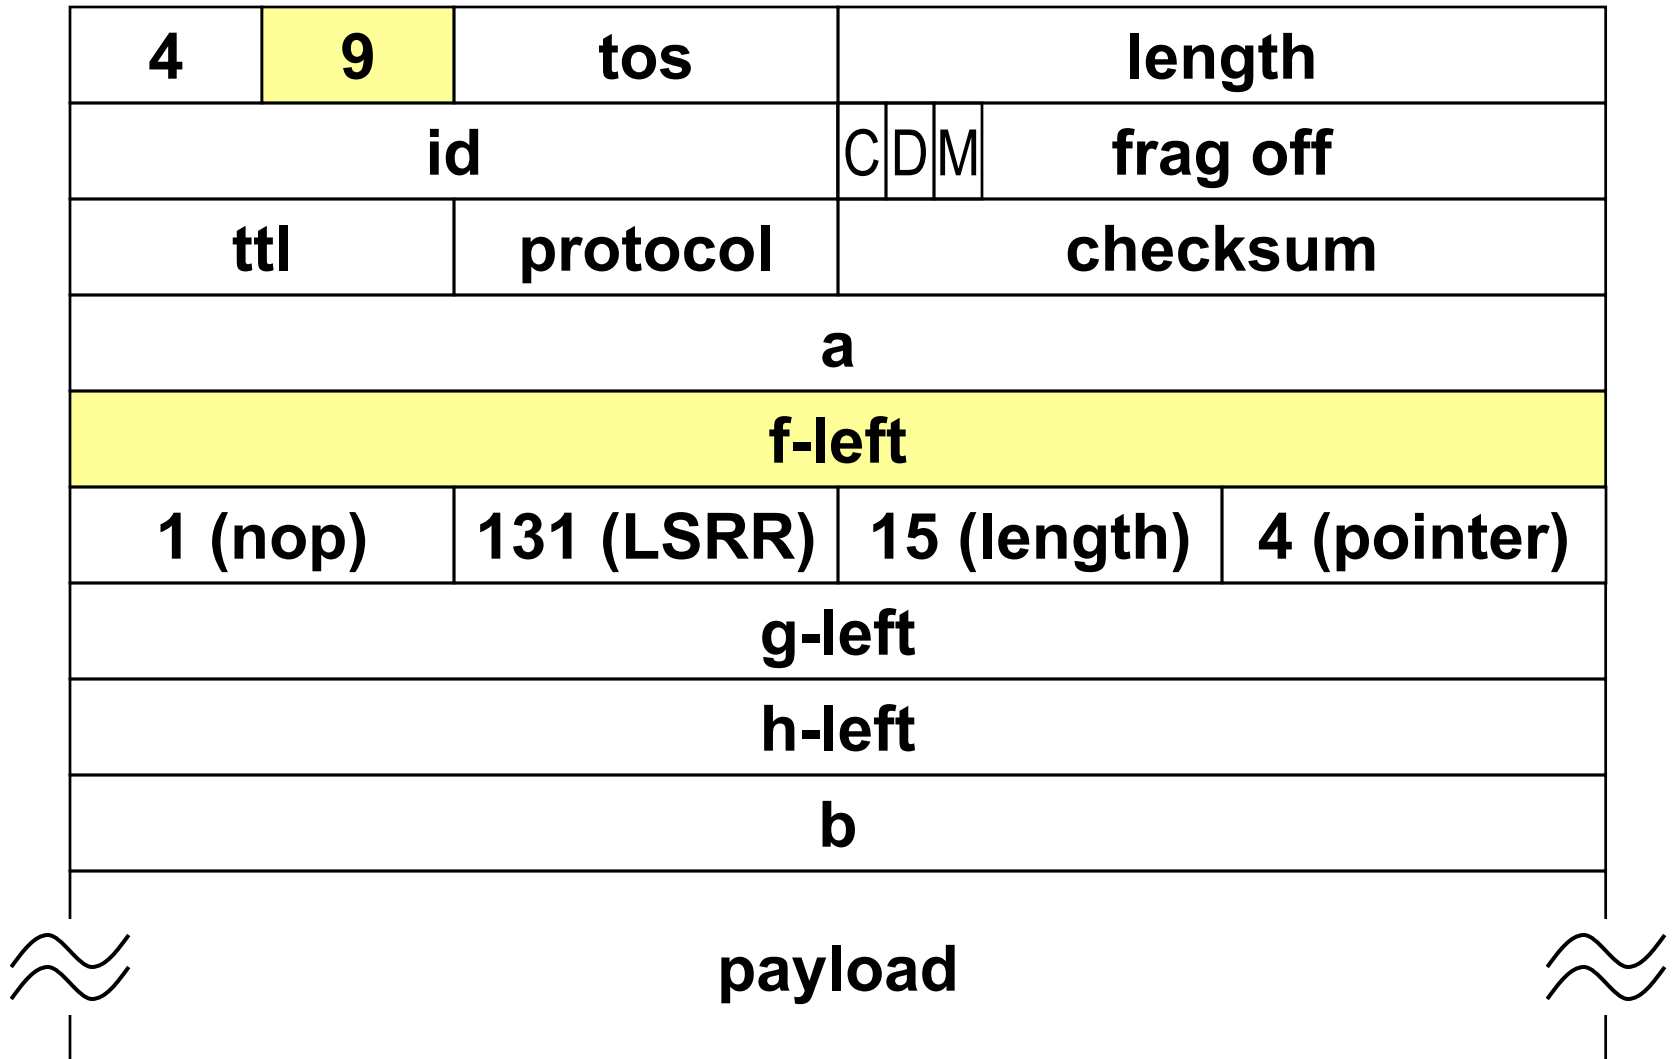 4 9 tos length
id C D M frag off
ttl protocol checksum
a
f-left
1 (nop) 131 (LSRR) 15 (length) 4 (pointer)
g-left
h-left
b
payload